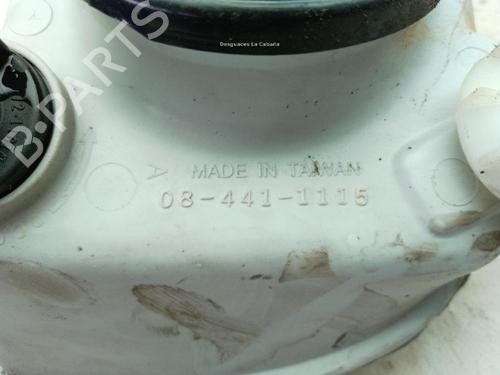 Desguaces La Cabaña
B-PARTS
A MADE IN TAIWAN
08-441-1115